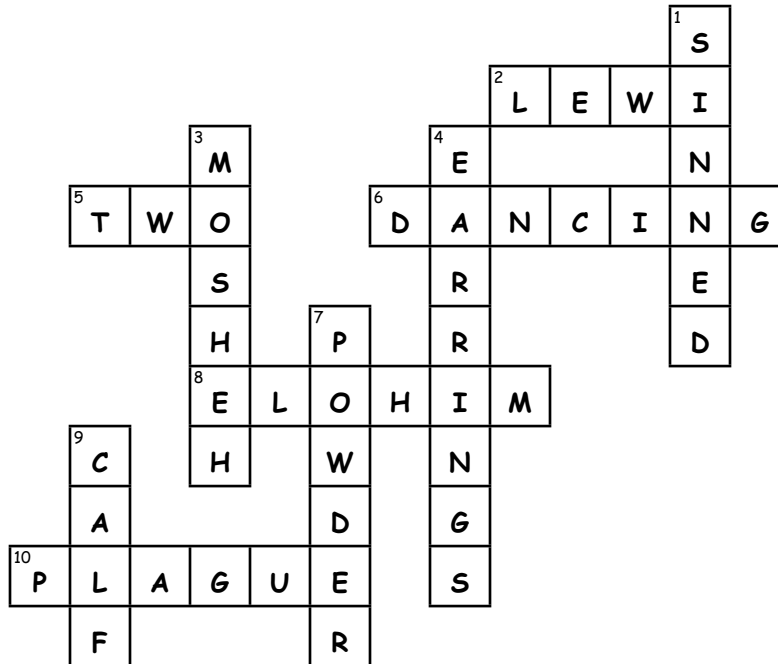 1 S
2 L E W I
3 M 4 E N
5 T W O 6 D A N C I N G
S R E
H 7 P R D
8 E L O H I M
9 C H W N
A D G
10 P L A G U E S
F R